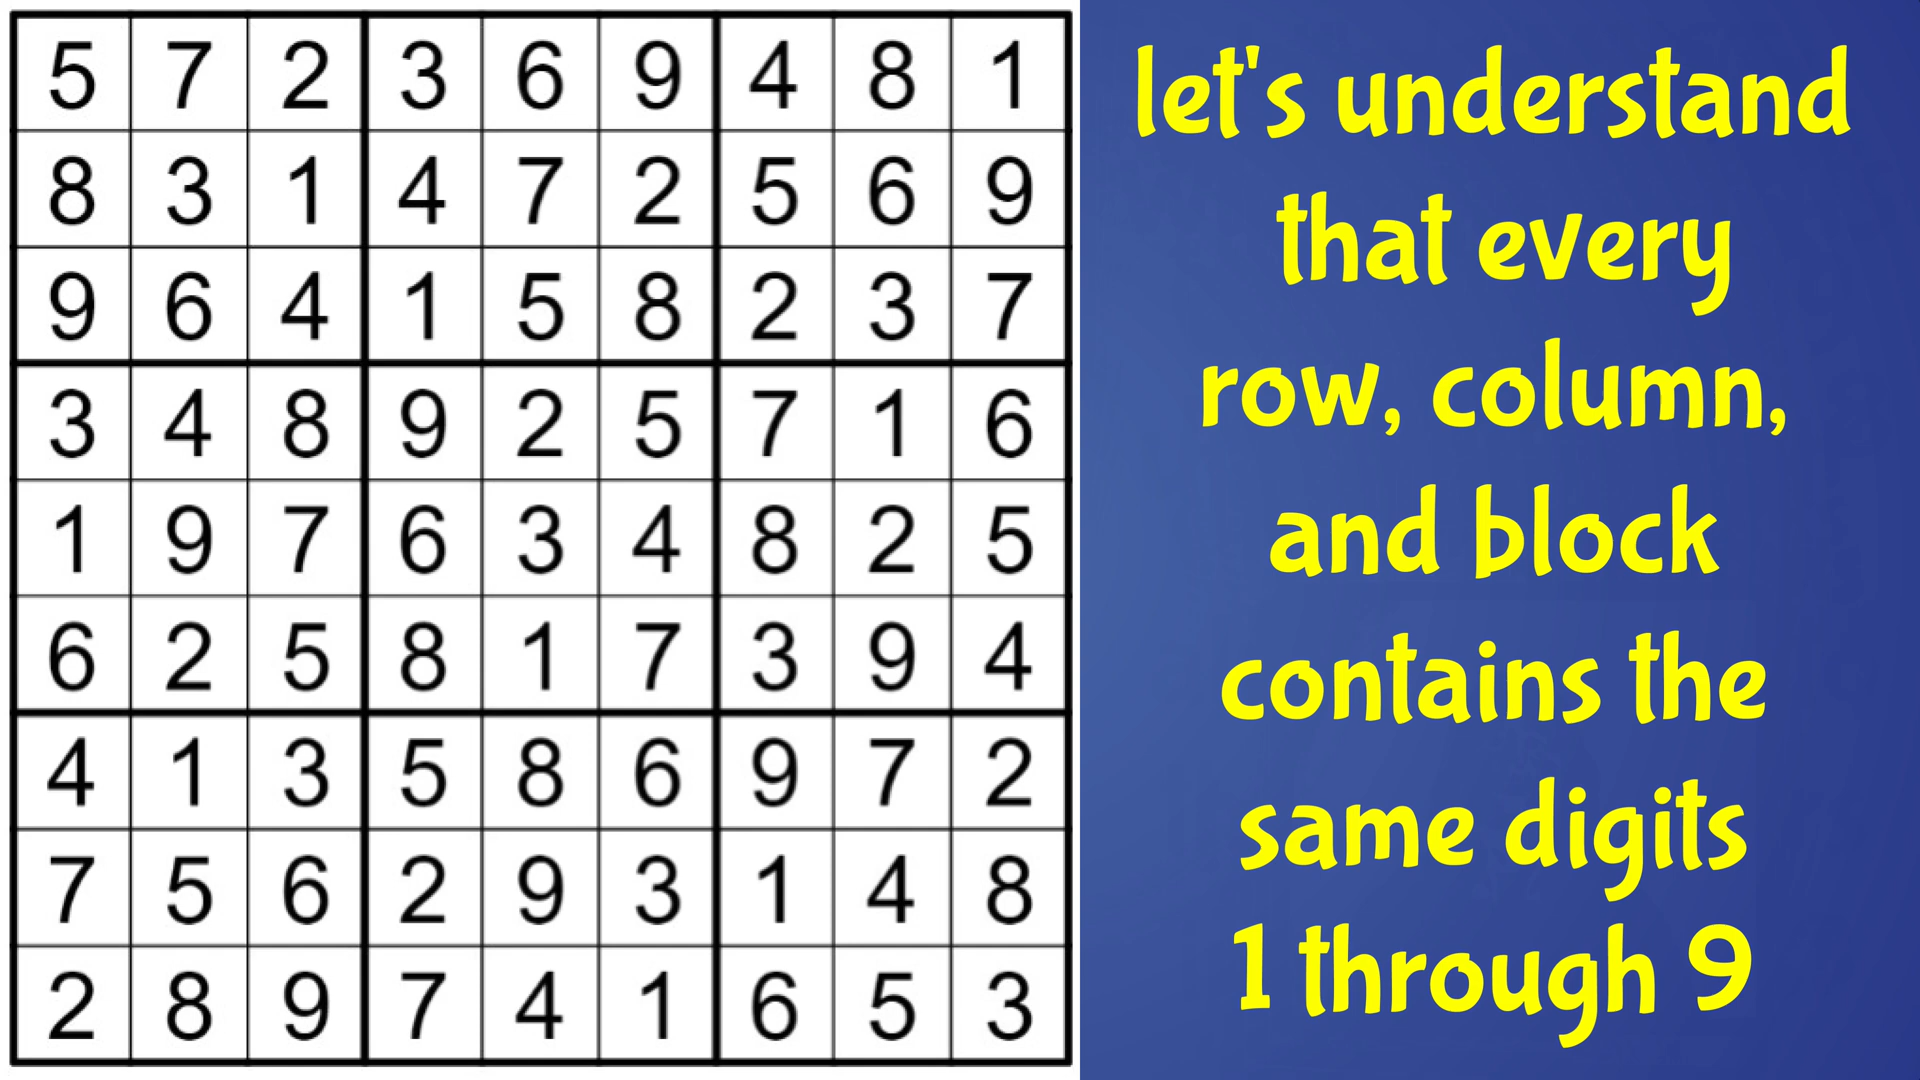 5 7 2 3 6 9 4 8 1
8 3 1 4 7 2 5 6 9
9 6 4 1 5 8 2 3 7
3 4 8 9 2 5 7 1 6
1 9 7 6 3 4 8 2 5
6 2 5 8 1 7 3 9 4
4 1 3 5 8 6 9 7 2
7 5 6 2 9 3 1 4 8
2 8 9 7 4 1 6 5 3
let's understand
that every
row, column,
and block
contains the
same digits
1 through 9